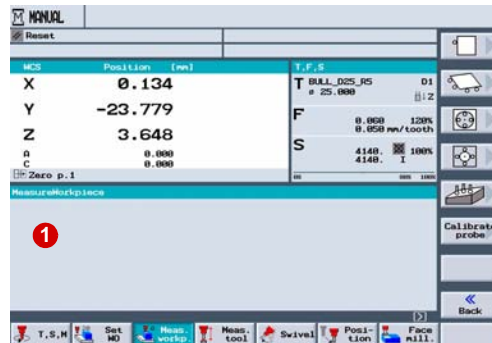 MANUAL
Reset
WCS Position [mm]
X 0.134
Y -23.779
Z 3.648
A 0.000
C 0.000
Zero p.1
T,F,S
T BULL_D25_R5 D1
ø 25.000 Z
F 0.060 120%
0.050 mm/tooth
S 4140. 100%
4140. I
MeasureWorkpiece
1
Calibrate
probe
Back
T,S,M
Set
WO
Meas.
workp.
Meas.
tool
Swivel
Posi-
tion
Face
mill.